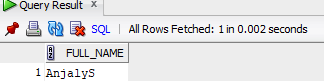 Query Result ×
SQL | All Rows Fetched: 1 in 0.002 seconds
FULL_NAME
1 AnjalyS